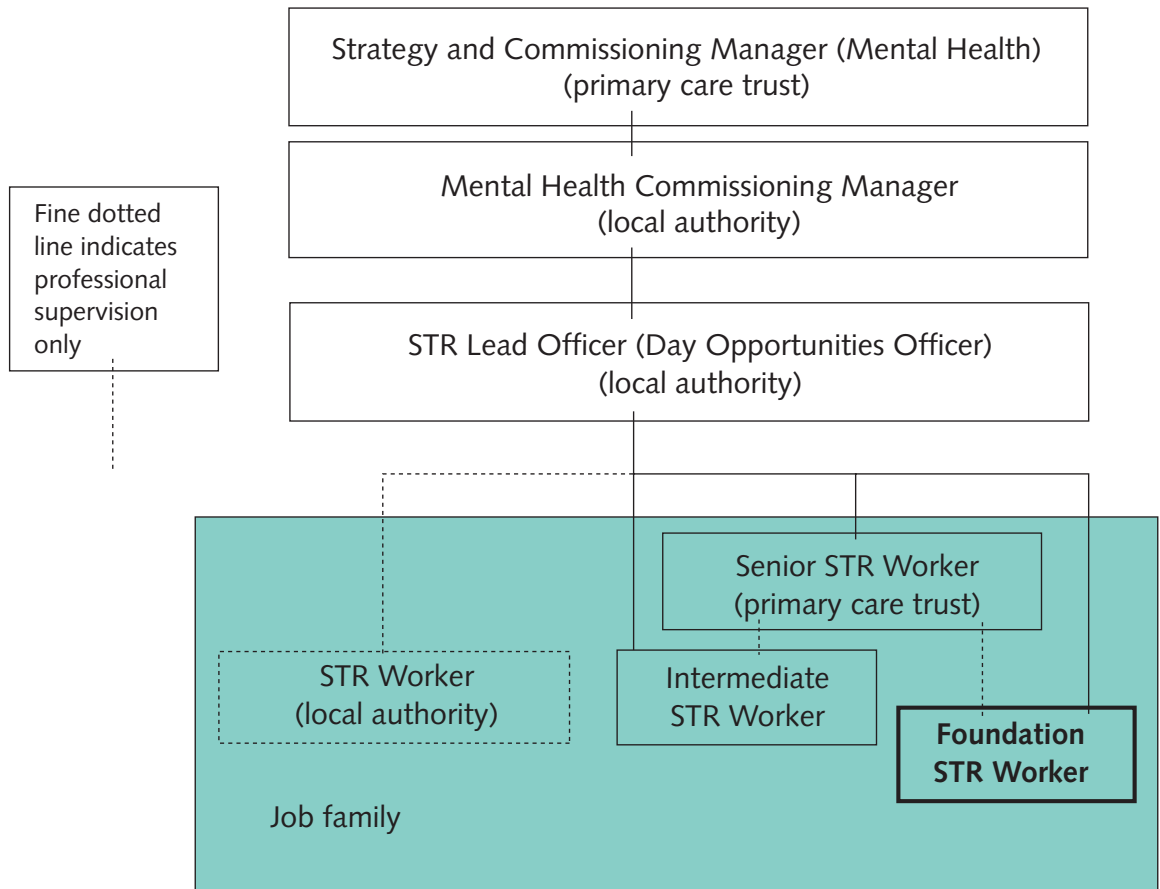 Strategy and Commissioning Manager (Mental Health)
(primary care trust)
Mental Health Commissioning Manager
(local authority)
Fine dotted
line indicates
professional
supervision
only
STR Lead Officer (Day Opportunities Officer)
(local authority)
Senior STR Worker
(primary care trust)
STR Worker
(local authority)
Intermediate
STR Worker
Foundation
STR Worker
Job family